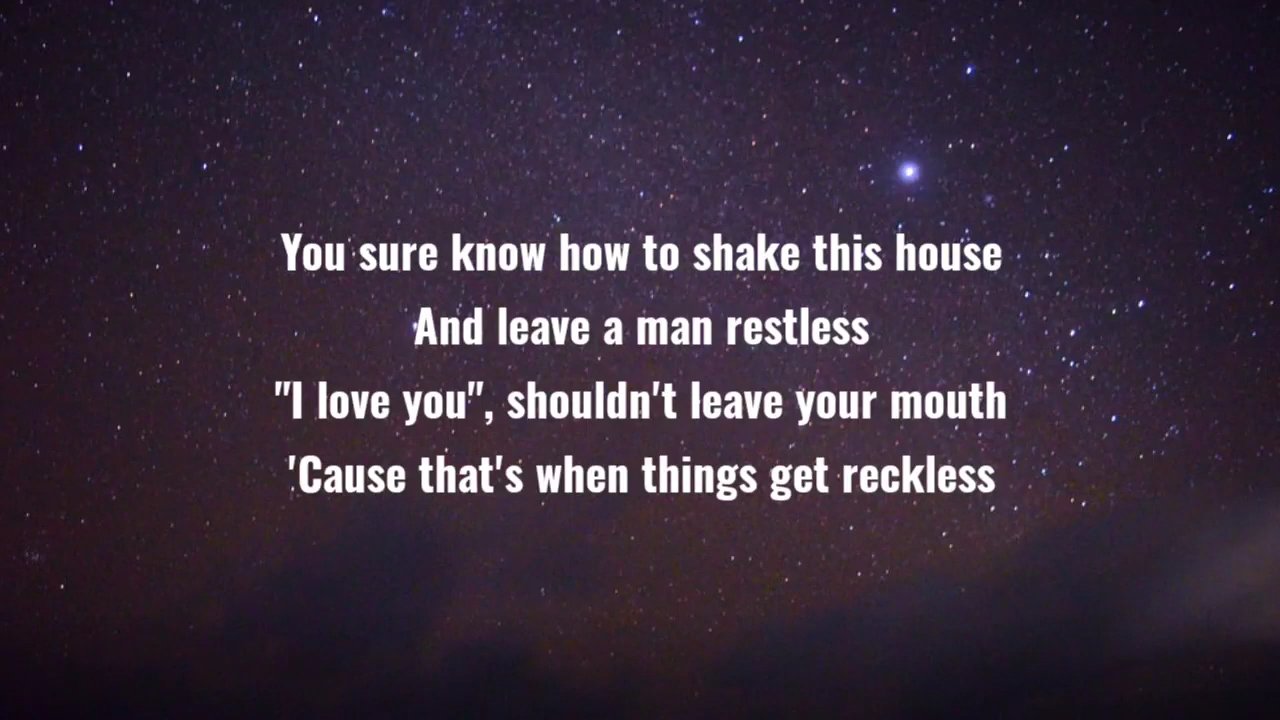 You sure know how to shake this house
And leave a man restless
"I love you", shouldn't leave your mouth
'Cause that's when things get reckless